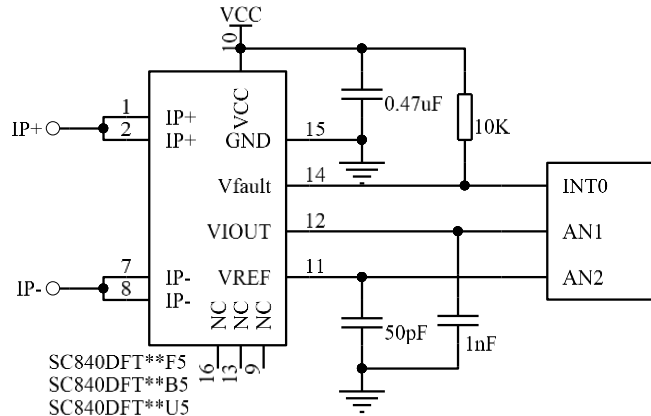 VCC
10
VCC
0.47uF
10K
1
IP+
IP+
2
IP+
GND
15
Vfault
14
INT0
VIOUT
12
AN1
7
IP-
VREF
11
AN2
IP-
8
IP-
NC
NC
NC
50pF
1nF
16
13
9
SC840DFT**F5
SC840DFT**B5
SC840DFT**U5